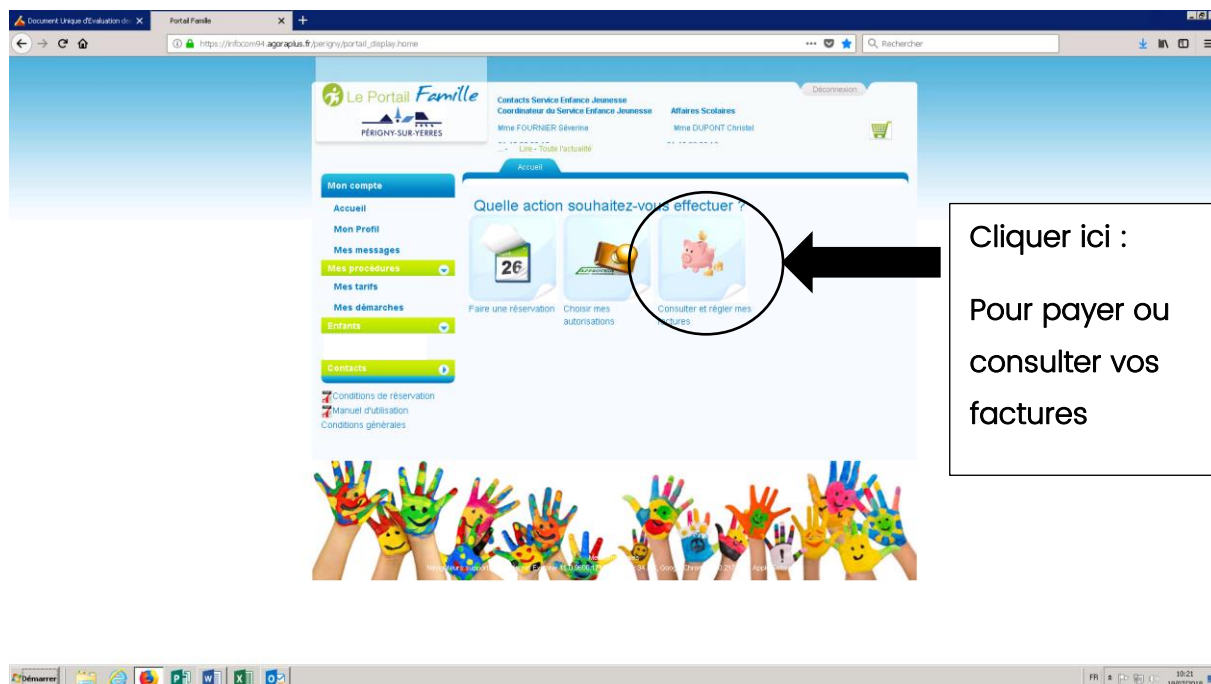 Document Unique d'Evaluation de
Portail Famille
https://infocom94.agoraplus.fr/perigny/portail_display.home
Rechercher
Le Portail Famille
PÉRIGNY-SUR-YERRES
Contacts Service Enfance Jeunesse
Coordinateur du Service Enfance Jeunesse
Affaires Scolaires
Mme FOURNIER Séverine
Mme DUPONT Christel
... - Lire - Toute l'actualité
Déconnexion
Accueil
Mon compte
Accueil
Mon Profil
Mes messages
Mes procédures
Mes tarifs
Mes démarches
Enfants
Contacts
Conditions de réservation
Manuel d'utilisation
Conditions générales
Quelle action souhaitez-vous effectuer ?
26
Faire une réservation
Choisir mes
autorisations
Consulter et régler mes
factures
Cliquer ici :
Pour payer ou
consulter vos
factures
Démarrer
FR
10:21